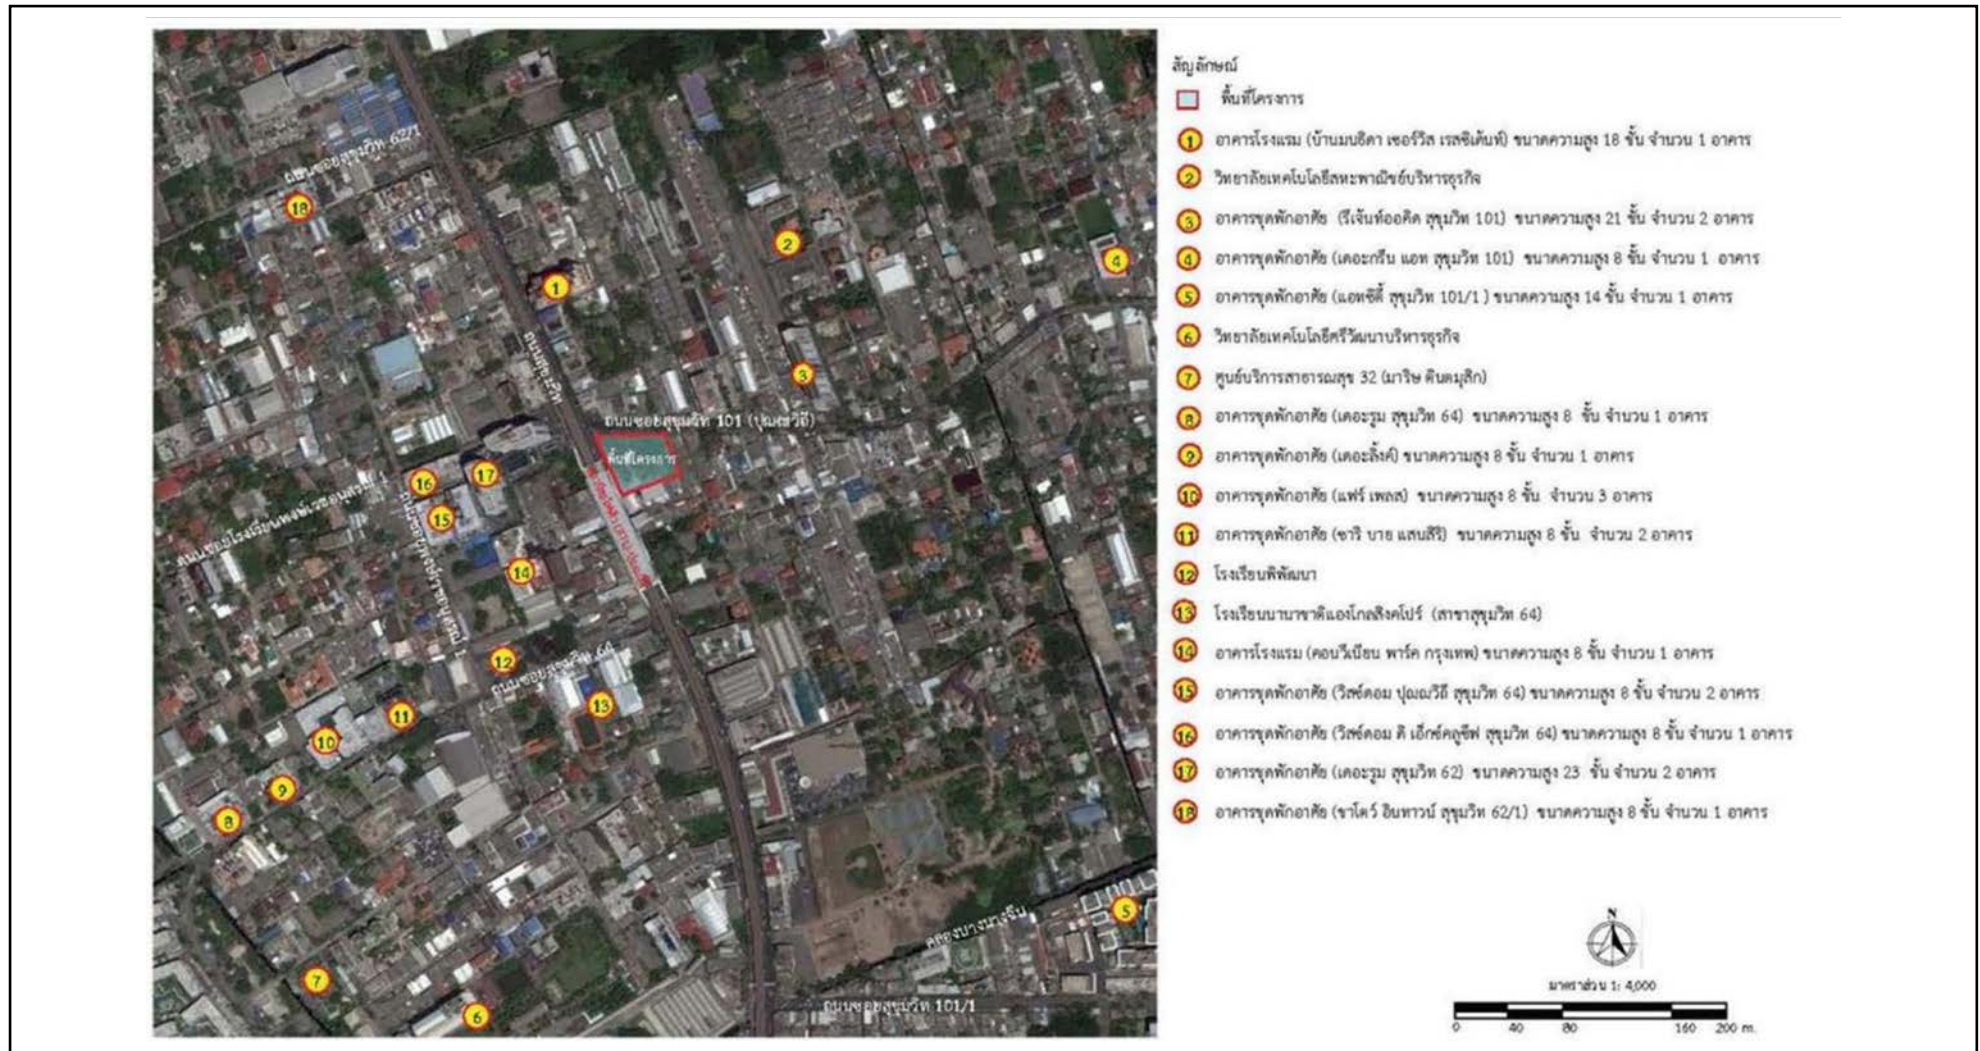 สัญลักษณ์
พื้นที่โครงการ
1 อาคารโรงแรม (บ้านมนธิดา เซอร์วิส เรสซิเด้นท์) ขนาดความสูง 18 ชั้น จำนวน 1 อาคาร
2 วิทยาลัยเทคโนโลยีสหะพาณิชย์บริหารธุรกิจ
3 อาคารชุดพักอาศัย (รีเจ้นท์ออคิด สุขุมวิท 101) ขนาดความสูง 21 ชั้น จำนวน 2 อาคาร
4 อาคารชุดพักอาศัย (เดอะกรีน แอท สุขุมวิท 101) ขนาดความสูง 8 ชั้น จำนวน 1 อาคาร
5 อาคารชุดพักอาศัย (แอทซิตี้ สุขุมวิท 101/1 ) ขนาดความสูง 14 ชั้น จำนวน 1 อาคาร
6 วิทยาลัยเทคโนโลยีศรีวัฒนาบริหารธุรกิจ
7 ศูนย์บริการสาธารณสุข 32 (มาริษ ตินตมุสิก)
8 อาคารชุดพักอาศัย (เดอะรูม สุขุมวิท 64) ขนาดความสูง 8 ชั้น จำนวน 1 อาคาร
9 อาคารชุดพักอาศัย (เดอะลิ้งค์) ขนาดความสูง 8 ชั้น จำนวน 1 อาคาร
10 อาคารชุดพักอาศัย (แฟร์ เพลส) ขนาดความสูง 8 ชั้น จำนวน 3 อาคาร
11 อาคารชุดพักอาศัย (ซาริ บาย แสนสิริ) ขนาดความสูง 8 ชั้น จำนวน 2 อาคาร
12 โรงเรียนพิพัฒนา
13 โรงเรียนนานาชาติแองโกลสิงคโปร์ (สาขาสุขุมวิท 64)
14 อาคารโรงแรม (คอนวีเนียน พาร์ค กรุงเทพ) ขนาดความสูง 8 ชั้น จำนวน 1 อาคาร
15 อาคารชุดพักอาศัย (วิสซ์ดอม ปุณณวิถี สุขุมวิท 64) ขนาดความสูง 8 ชั้น จำนวน 2 อาคาร
16 อาคารชุดพักอาศัย (วิสซ์ดอม ดิ เอ็กซ์คลูซีฟ สุขุมวิท 64) ขนาดความสูง 8 ชั้น จำนวน 1 อาคาร
17 อาคารชุดพักอาศัย (เดอะรูม สุขุมวิท 62) ขนาดความสูง 23 ชั้น จำนวน 2 อาคาร
18 อาคารชุดพักอาศัย (ชาโตว์ อินทาวน์ สุขุมวิท 62/1) ขนาดความสูง 8 ชั้น จำนวน 1 อาคาร
ถนนซอยสุขุมวิท 62/1
18
2
4
1
ถนนสุขุมวิท
3
ถนนซอยสุขุมวิท 101 (ปุณณวิถี)
พื้นที่โครงการ
17
16
15
14
12
ถนนซอยสุขุมวิท 64
13
11
10
9
8
5
คลองบางนางจีน
7
6
ถนนซอยสุขุมวิท 101/1
N
มาตราส่วน 1: 4,000
0 40 80 160 200 m.